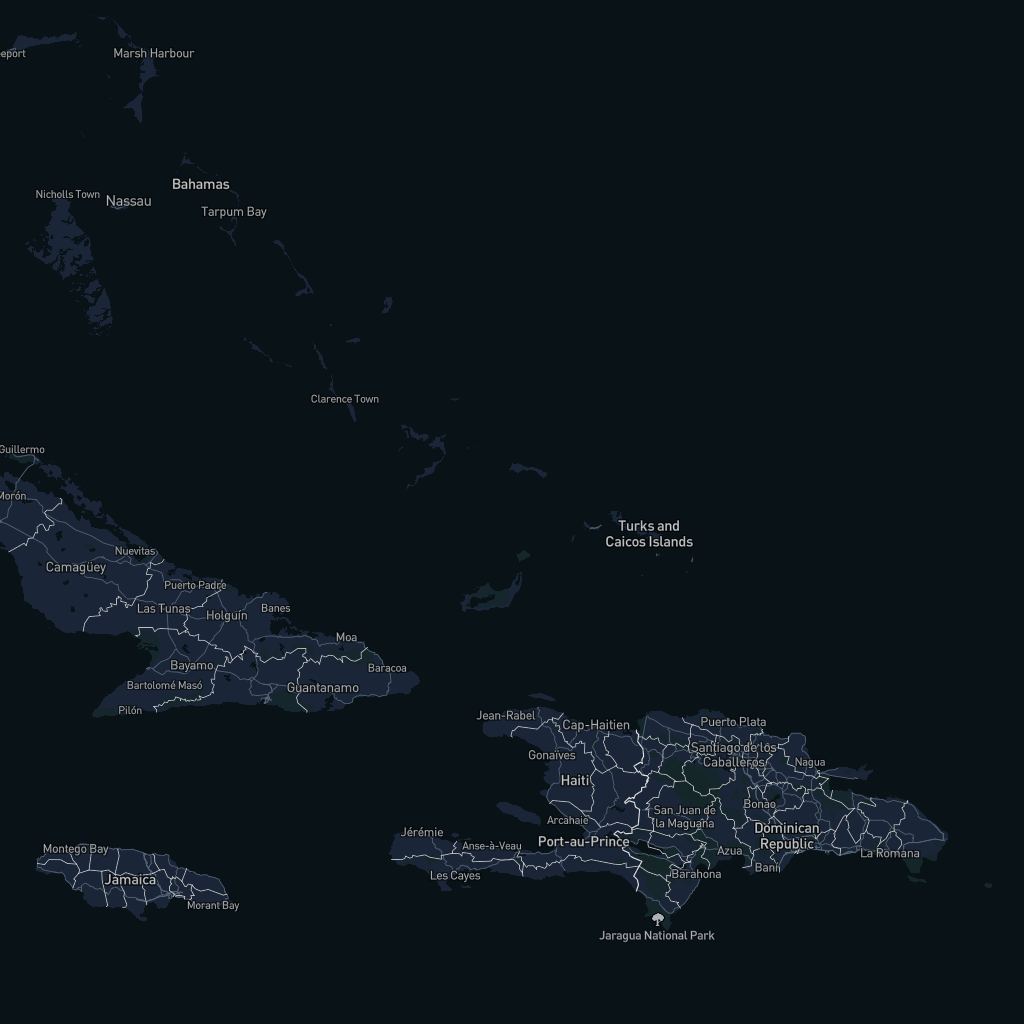 Marsh Harbour
eeport
Bahamas
Nicholls Town
Nassau
Tarpum Bay
Clarence Town
Guillermo
Morón
Turks and
Caicos Islands
Nuevitas
Camagüey
Puerto Padre
Las Tunas
Holguín
Banes
Moa
Bayamo
Baracoa
Bartolomé Masó
Guantanamo
Pilón
Jean-Rabel
Cap-Haitien
Puerto Plata
Gonaïves
Santiago de los
Caballeros
Nagua
Haiti
San Juan de
la Maguana
Bonao
Arcahaie
Dominican
Republic
Jérémie
Anse-à-Veau
Port-au-Prince
Montego Bay
Azua
La Romana
Bani
Les Cayes
Barahona
Jamaica
Morant Bay
Jaragua National Park